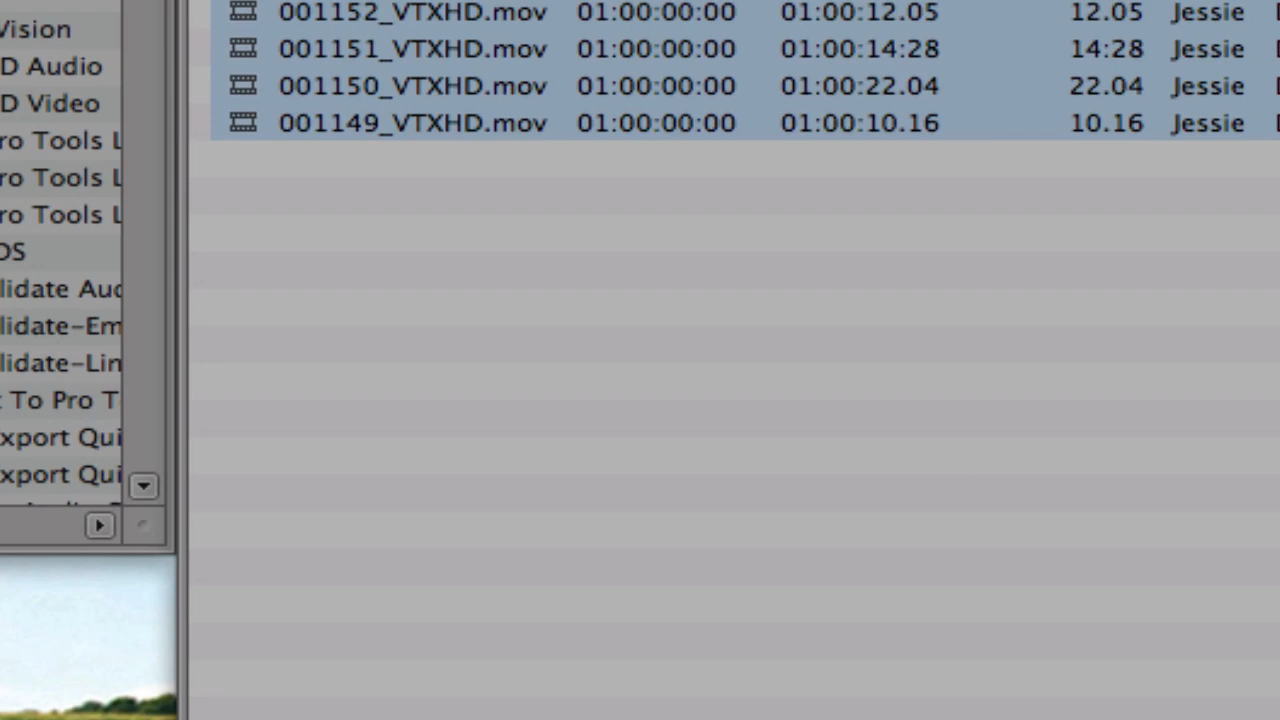 001152_VTXHD.mov 01:00:00:00 01:00:12.05 12.05 Jessie
001151_VTXHD.mov 01:00:00:00 01:00:14:28 14:28 Jessie
001150_VTXHD.mov 01:00:00:00 01:00:22.04 22.04 Jessie
001149_VTXHD.mov 01:00:00:00 01:00:10.16 10.16 Jessie
Vision
D Audio
D Video
ro Tools L
ro Tools L
ro Tools L
OS
lidate Aud
lidate-Em
lidate-Lin
t To Pro T
xport Qui
xport Qui